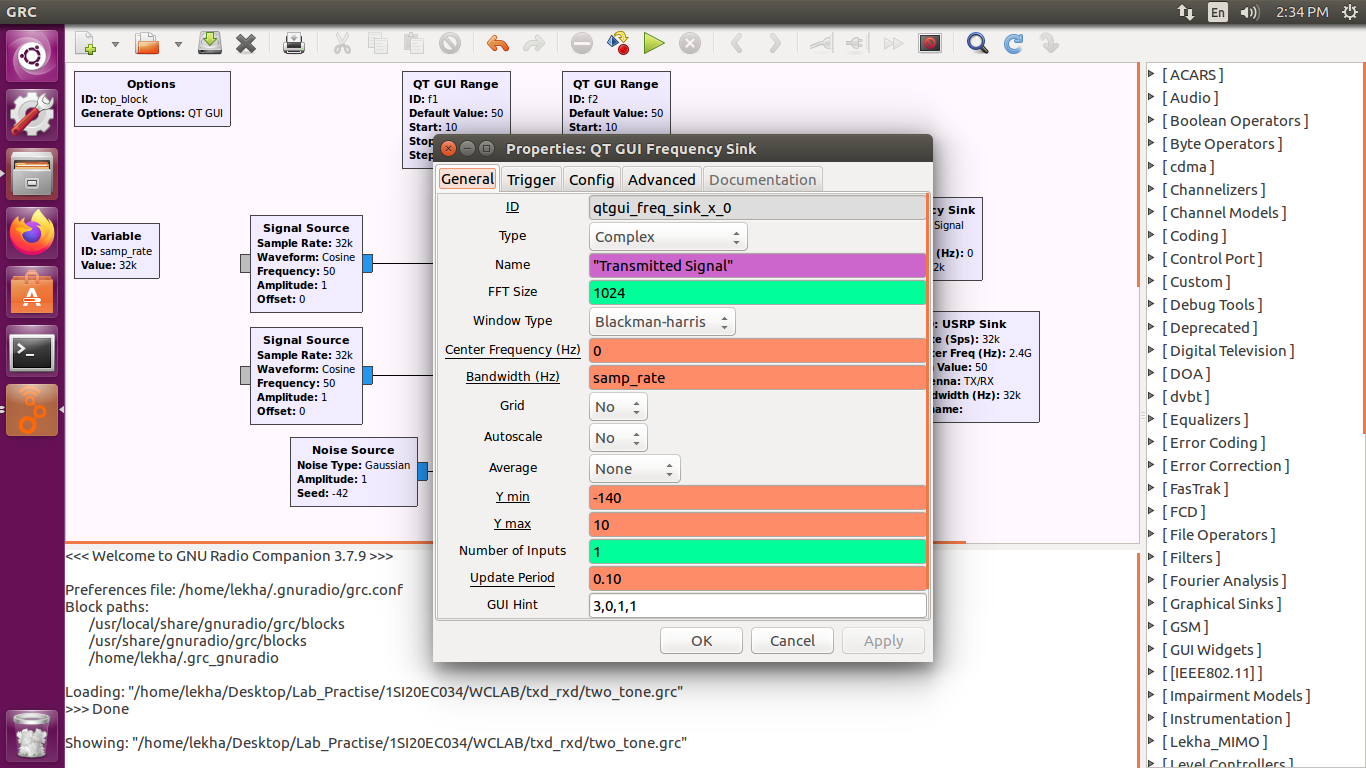 GRC
En
2:34 PM
Options
ID: top_block
Generate Options: QT GUI
QT GUI Range
ID: f1
Default Value: 50
Start: 10
Stop
Step
QT GUI Range
ID: f2
Default Value: 50
Start: 10
Variable
ID: samp_rate
Value: 32k
Signal Source
Sample Rate: 32k
Waveform: Cosine
Frequency: 50
Amplitude: 1
Offset: 0
Signal Source
Sample Rate: 32k
Waveform: Cosine
Frequency: 50
Amplitude: 1
Offset: 0
Noise Source
Noise Type: Gaussian
Amplitude: 1
Seed: -42
Properties: QT GUI Frequency Sink
General Trigger Config Advanced Documentation
ID qtgui_freq_sink_x_0
Type Complex
Name "Transmitted Signal"
FFT Size 1024
Window Type Blackman-harris
Center Frequency (Hz) 0
Bandwidth (Hz) samp_rate
Grid No
Autoscale No
Average None
Y min -140
Y max 10
Number of Inputs 1
Update Period 0.10
GUI Hint 3,0,1,1
OK Cancel Apply
cy Sink
Signal
(Hz): 0
2k
: USRP Sink
te (Sps): 32k
ter Freq (Hz): 2.4G
n Value: 50
enna: TX/RX
dwidth (Hz): 32k
name:
[ ACARS ]
[ Audio ]
[ Boolean Operators ]
[ Byte Operators ]
[ cdma ]
[ Channelizers ]
[ Channel Models ]
[ Coding ]
[ Control Port ]
[ Custom ]
[ Debug Tools ]
[ Deprecated ]
[ Digital Television ]
[ DOA ]
[ dvbt ]
[ Equalizers ]
[ Error Coding ]
[ Error Correction ]
[ FasTrak ]
[ FCD ]
[ File Operators ]
[ Filters ]
[ Fourier Analysis ]
[ Graphical Sinks ]
[ GSM ]
[ GUI Widgets ]
[ [IEEE802.11] ]
[ Impairment Models ]
[ Instrumentation ]
[ Lekha_MIMO ]
[ Level Controllers ]
<<< Welcome to GNU Radio Companion 3.7.9 >>>
Preferences file: /home/lekha/.gnuradio/grc.conf
Block paths:
/usr/local/share/gnuradio/grc/blocks
/usr/share/gnuradio/grc/blocks
/home/lekha/.grc_gnuradio
Loading: "/home/lekha/Desktop/Lab_Practise/1SI20EC034/WCLAB/txd_rxd/two_tone.grc"
>>> Done
Showing: "/home/lekha/Desktop/Lab_Practise/1SI20EC034/WCLAB/txd_rxd/two_tone.grc"